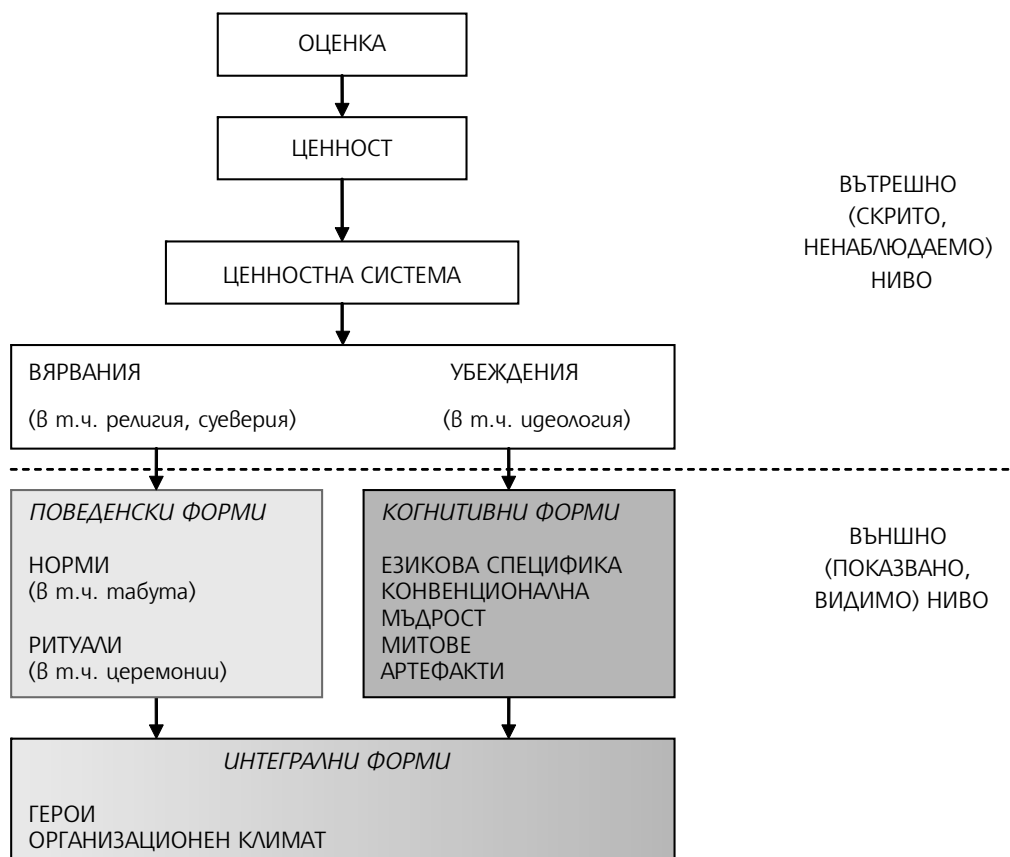 ОЦЕНКА
ЦЕННОСТ
ЦЕННОСТНА СИСТЕМА
ВЪТРЕШНО
(СКРИТО,
НЕНАБЛЮДАЕМО)
НИВО
ВЯРВАНИЯ
(в т.ч. религия, суеверия)
УБЕЖДЕНИЯ
(в т.ч. идеология)
ПОВЕДЕНСКИ ФОРМИ
НОРМИ
(в т.ч. табута)
РИТУАЛИ
(в т.ч. церемонии)
КОГНИТИВНИ ФОРМИ
ЕЗИКОВА СПЕЦИФИКА
КОНВЕНЦИОНАЛНА
МЪДРОСТ
МИТОВЕ
АРТЕФАКТИ
ВЪНШНО
(ПОКАЗВАНО,
ВИДИМО) НИВО
ИНТЕГРАЛНИ ФОРМИ
ГЕРОИ
ОРГАНИЗАЦИОНЕН КЛИМАТ